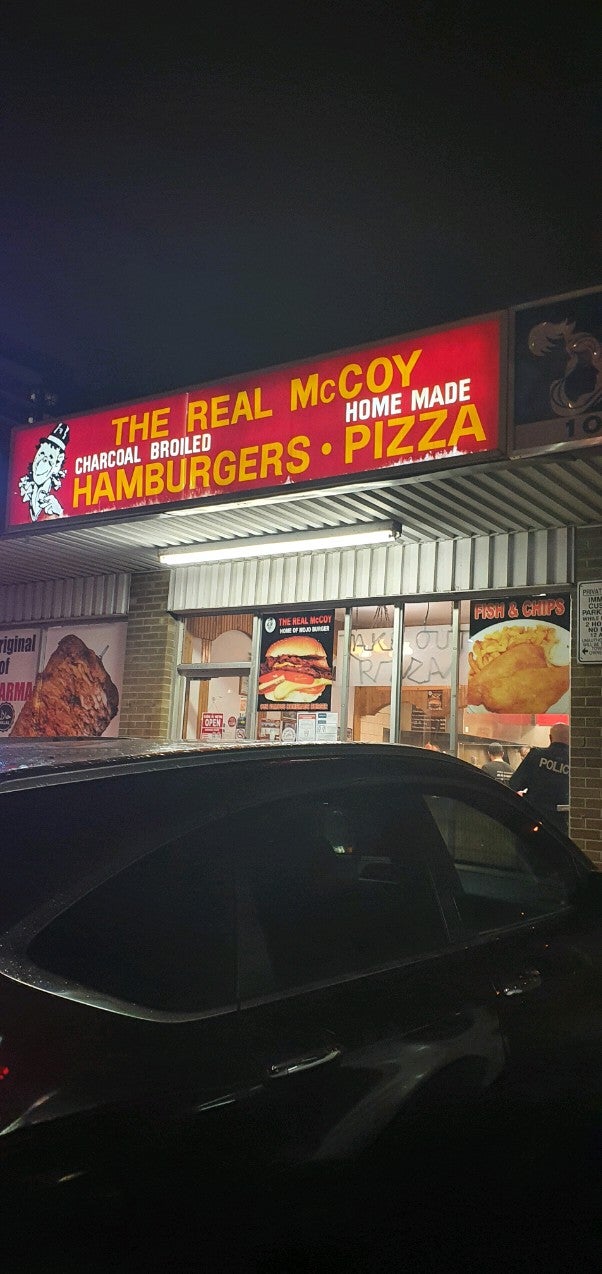 THE REAL McCOY
CHARCOAL BROILED
HOME MADE
HAMBURGERS • PIZZA
10
riginal
of
ARMA
THE REAL McCOY
HOME OF MOJO BURGER
OPEN
TAKE OUT
PIZZA
FISH & CHIPS
POLIC
PRIVAT